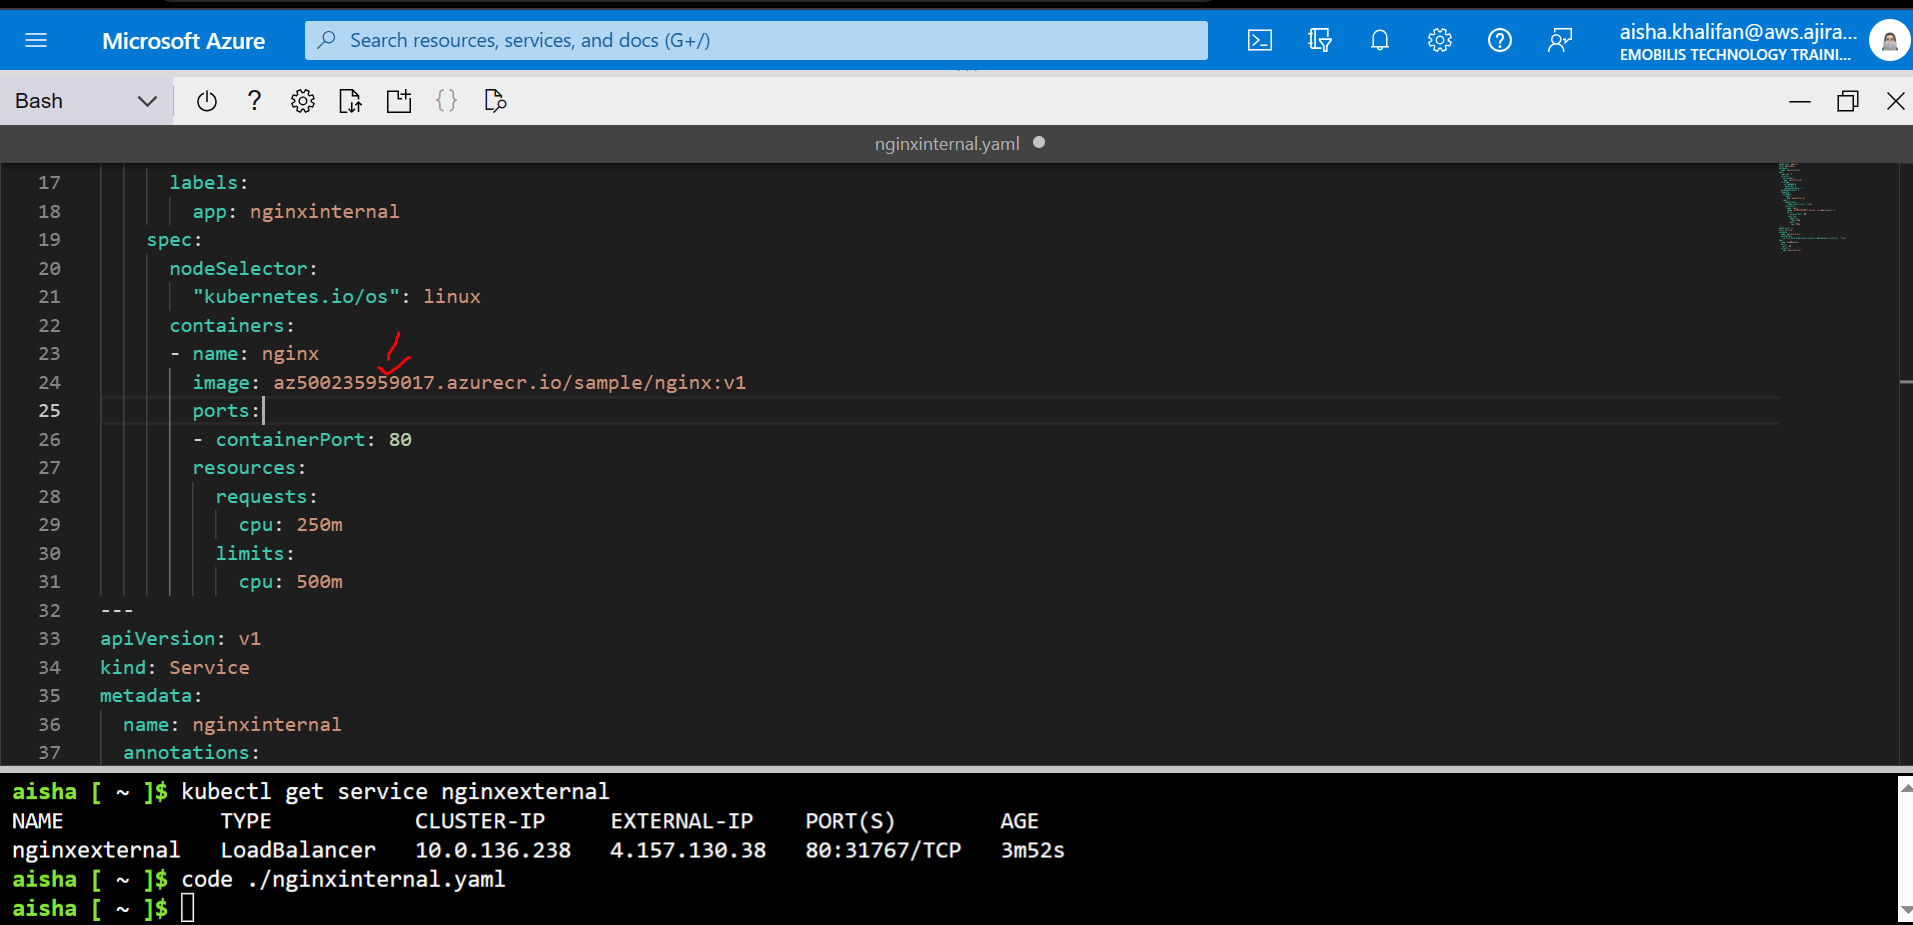 Microsoft Azure
Search resources, services, and docs (G+/)
aisha.khalifan@aws.ajira...
EMOBILIS TECHNOLOGY TRAINI...
Bash
nginxinternal.yaml
17 labels:
18 app: nginxinternal
19 spec:
20 nodeSelector:
21 "kubernetes.io/os": linux
22 containers:
23 - name: nginx
24 image: az500235959017.azurecr.io/sample/nginx:v1
25 ports:
26 - containerPort: 80
27 resources:
28 requests:
29 cpu: 250m
30 limits:
31 cpu: 500m
32 ---
33 apiVersion: v1
34 kind: Service
35 metadata:
36 name: nginxinternal
37 annotations:
aisha [ ~ ]$ kubectl get service nginxexternal
NAME TYPE CLUSTER-IP EXTERNAL-IP PORT(S) AGE
nginxexternal LoadBalancer 10.0.136.238 4.157.130.38 80:31767/TCP 3m52s
aisha [ ~ ]$ code ./nginxinternal.yaml
aisha [ ~ ]$